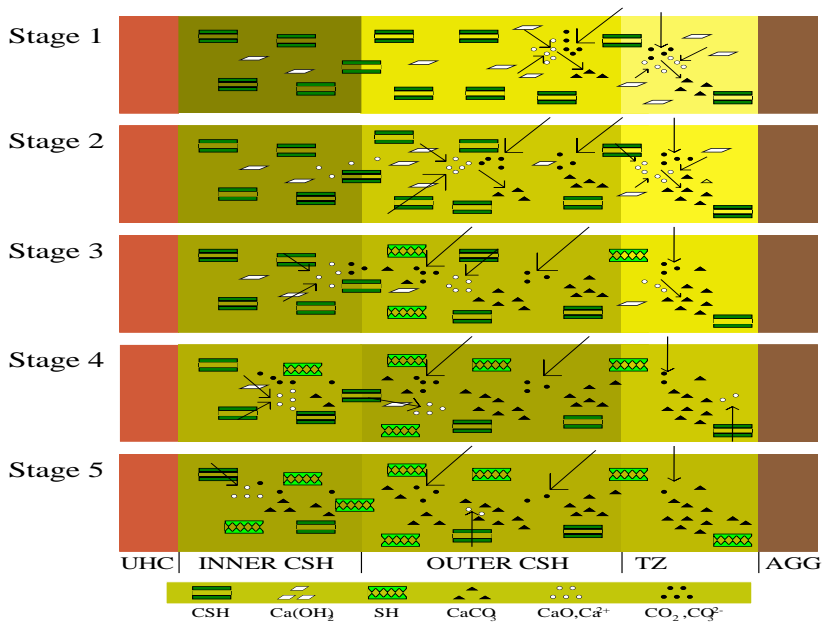 Stage 1
Stage 2
Stage 3
Stage 4
Stage 5
UHC INNER CSH OUTER CSH TZ AGG
CSH Ca(OH)₂ SH CaCO₃ CaO,Ca²⁺ CO₂ ,CO₃²⁻